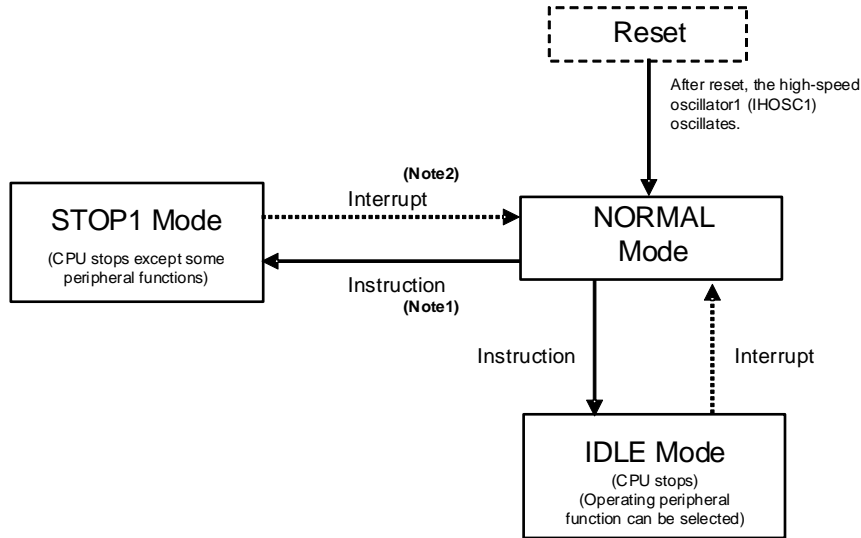 Reset
After reset, the high-speed
oscillator1 (IHOSC1)
oscillates.
(Note2)
Interrupt
STOP1 Mode
(CPU stops except some
peripheral functions)
NORMAL
Mode
Instruction
(Note1)
Instruction
Interrupt
IDLE Mode
(CPU stops)
(Operating peripheral
function can be selected)